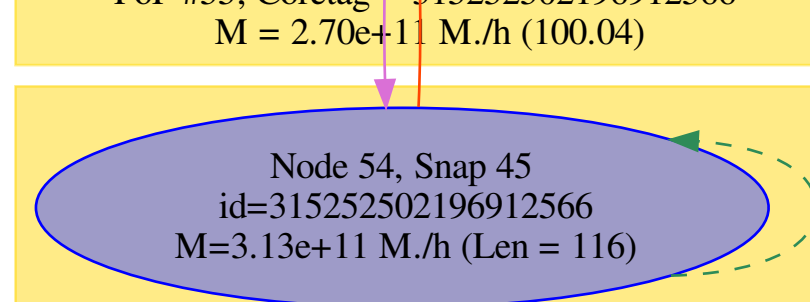 M = 2.70e+11 M./h (100.04)
Node 54, Snap 45
id=315252502196912566
M=3.13e+11 M./h (Len = 116)